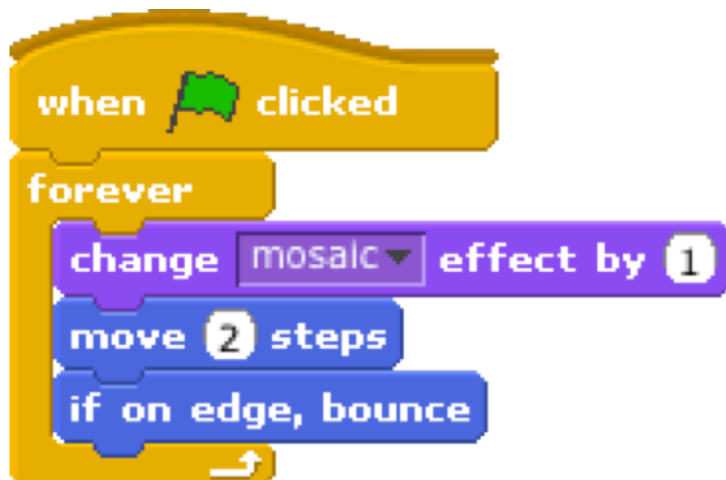 when clicked
forever
change mosaic effect by 1
move 2 steps
if on edge, bounce